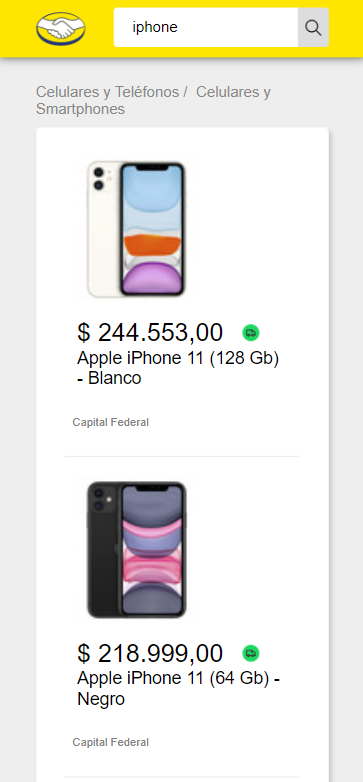 iphone
Celulares y Teléfonos / Celulares y
Smartphones
$ 244.553,00
Apple iPhone 11 (128 Gb)
- Blanco
Capital Federal
$ 218.999,00
Apple iPhone 11 (64 Gb) -
Negro
Capital Federal